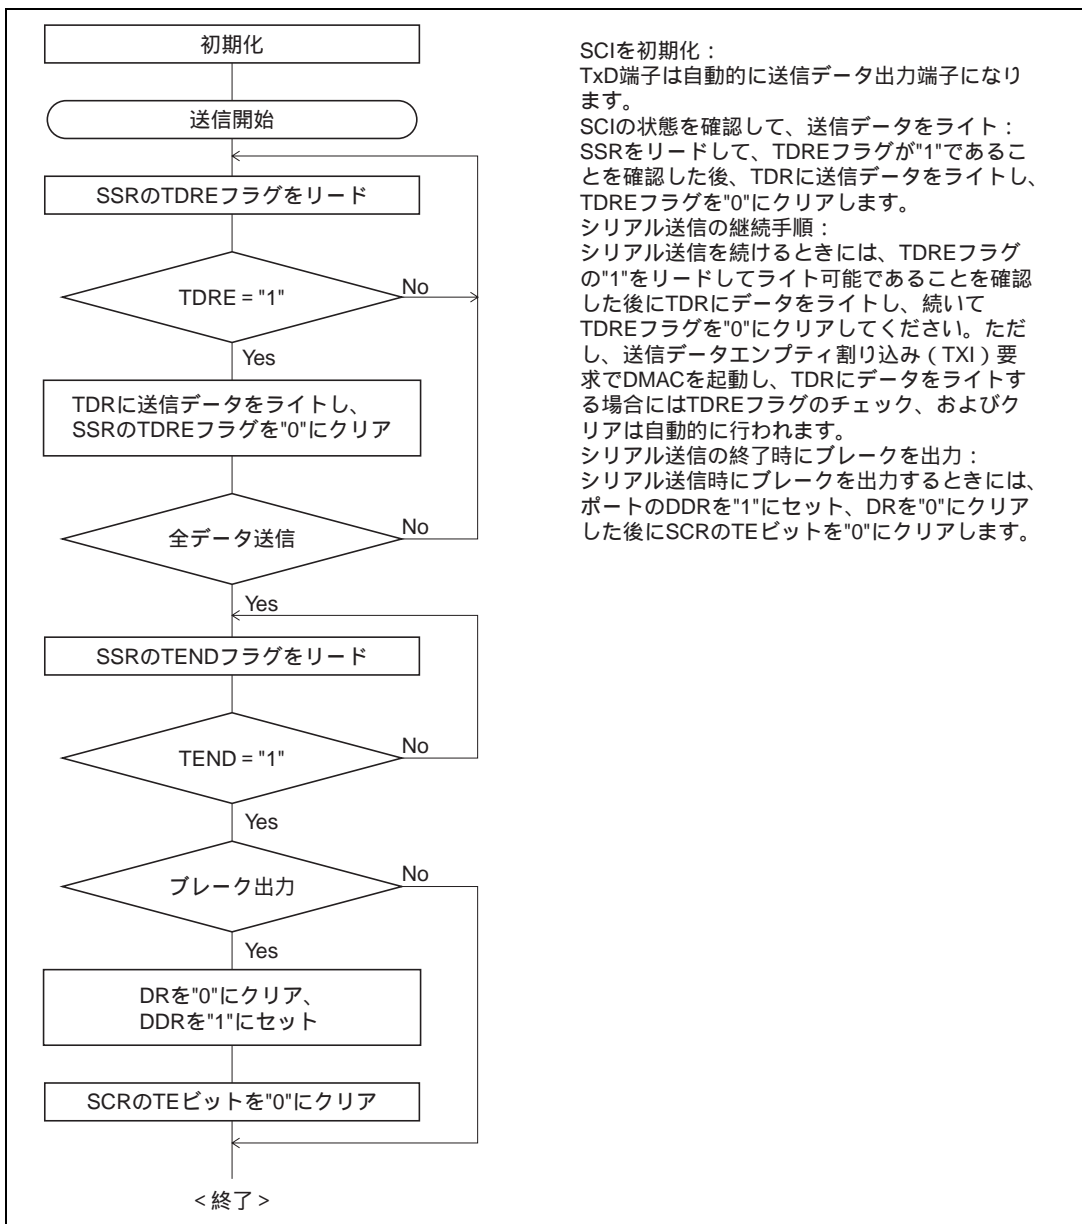 初期化
送信開始
SSRのTDREフラグをリード
TDRE = "1"
No
Yes
TDRに送信データをライトし、
SSRのTDREフラグを"0"にクリア
全データ送信
No
Yes
SSRのTENDフラグをリード
TEND = "1"
No
Yes
ブレーク出力
No
Yes
DRを"0"にクリア、
DDRを"1"にセット
SCRのTEビットを"0"にクリア
<終了>
SCIを初期化：
TxD端子は自動的に送信データ出力端子になり
ます。
SCIの状態を確認して、送信データをライト：
SSRをリードして、TDREフラグが"1"であるこ
とを確認した後、TDRに送信データをライトし、
TDREフラグを"0"にクリアします。
シリアル送信の継続手順：
シリアル送信を続けるときには、TDREフラグ
の"1"をリードしてライト可能であることを確認
した後にTDRにデータをライトし、続いて
TDREフラグを"0"にクリアしてください。ただ
し、送信データエンプティ割り込み（TXI）要
求でDMACを起動し、TDRにデータをライトす
る場合にはTDREフラグのチェック、およびク
リアは自動的に行われます。
シリアル送信の終了時にブレークを出力：
シリアル送信時にブレークを出力するときには、
ポートのDDRを"1"にセット、DRを"0"にクリア
した後にSCRのTEビットを"0"にクリアします。